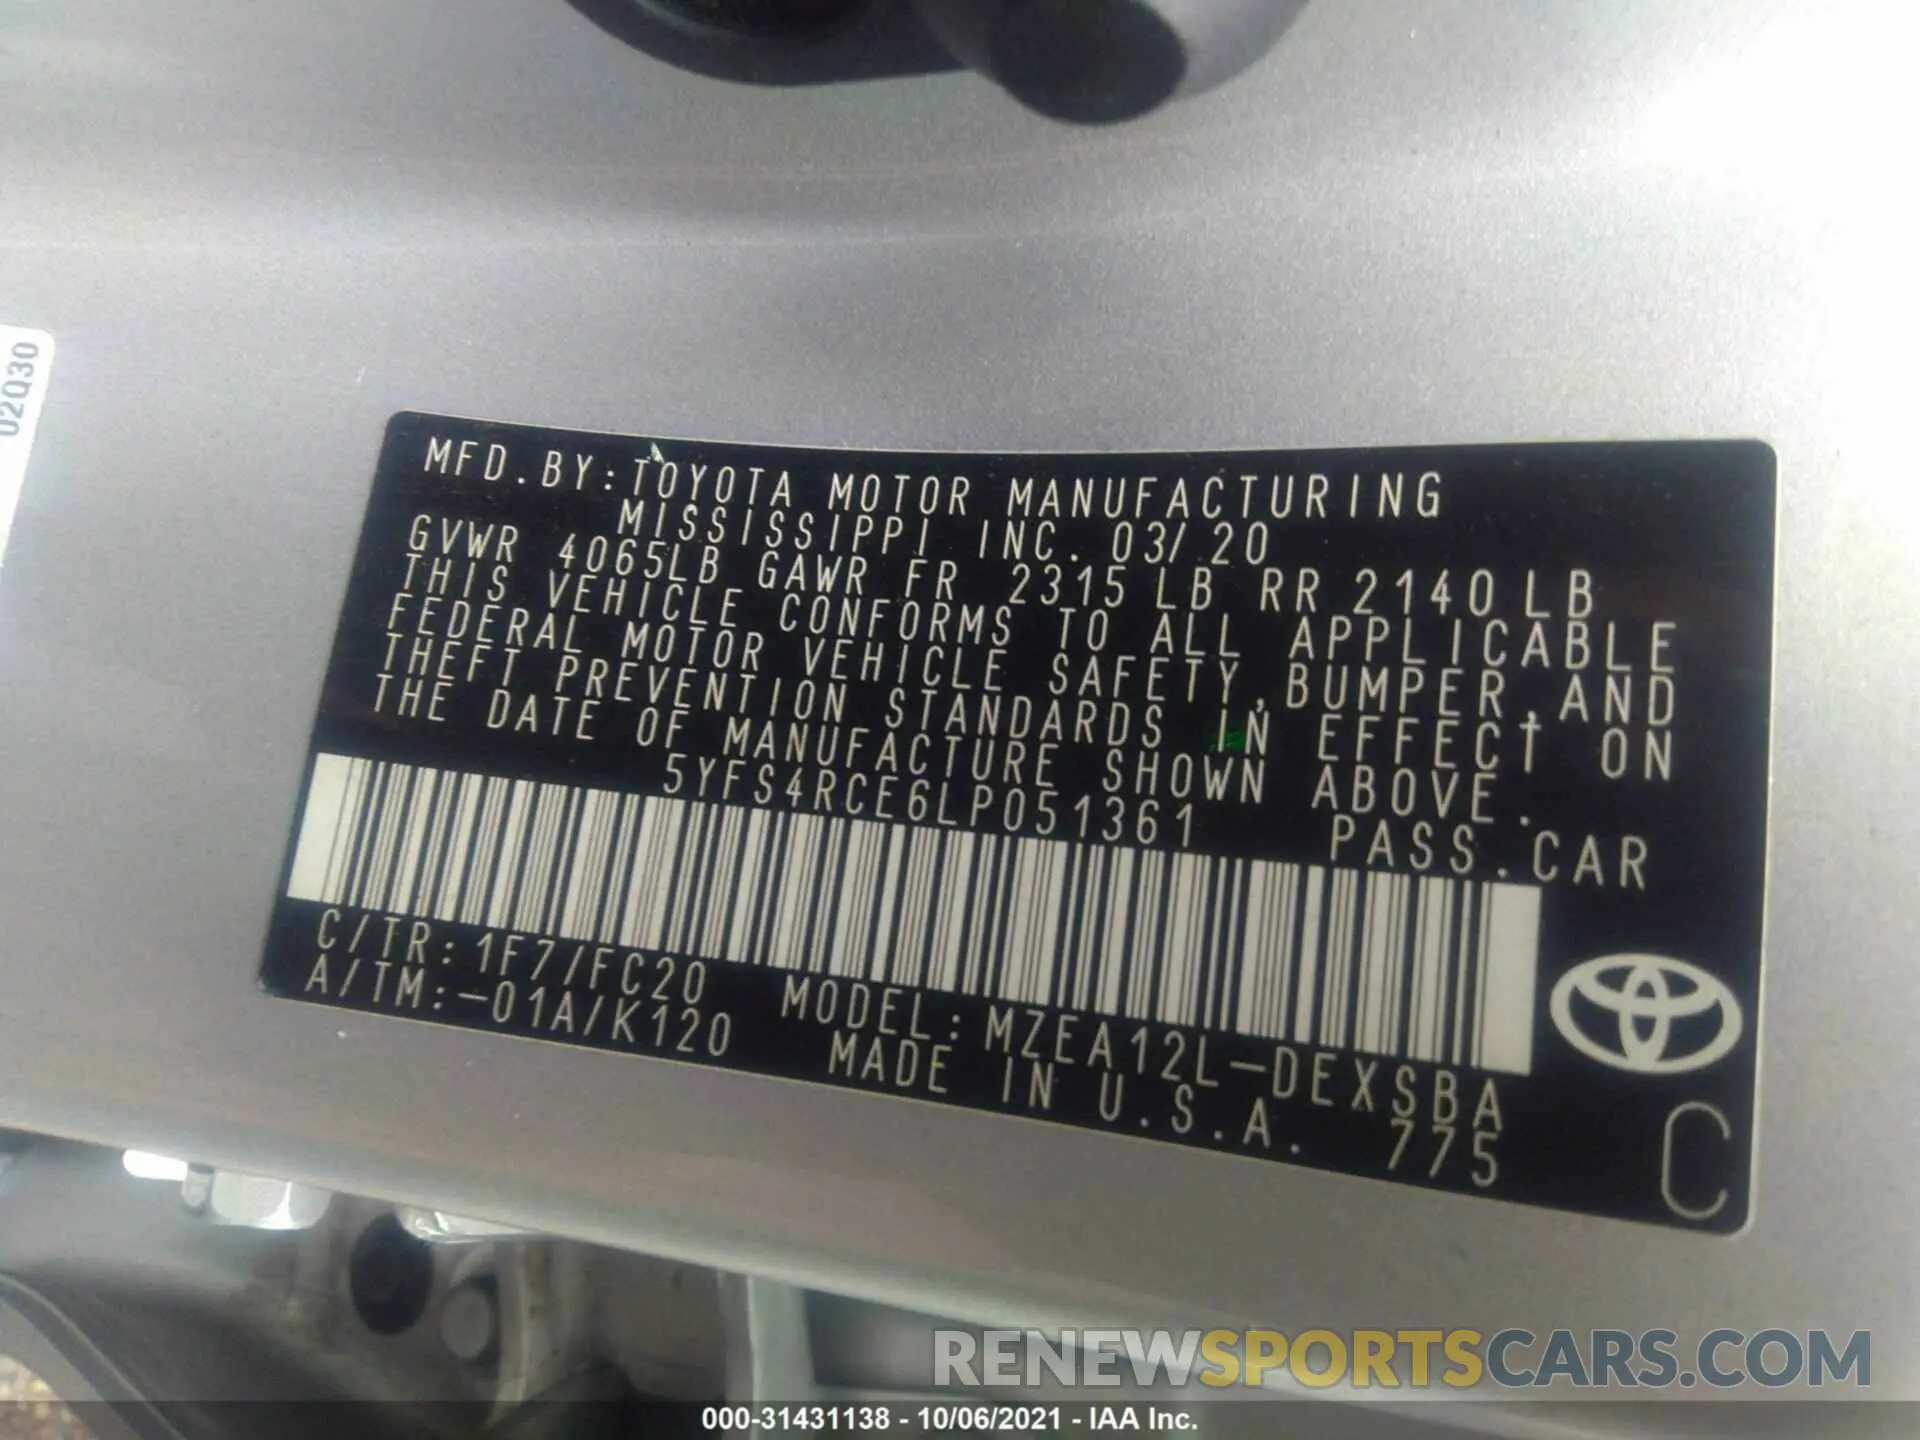 02Q30
MFD.BY:TOYOTA MOTOR MANUFACTURING
MISSISSIPPI INC. 03/20
GVWR 4065LB GAWR FR 2315LB RR 2140LB
THIS VEHICLE CONFORMS TO ALL APPLICABLE
FEDERAL MOTOR VEHICLE SAFETY,BUMPER,AND
THEFT PREVENTION STANDARDS IN EFFECT ON
THE DATE OF MANUFACTURE SHOWN ABOVE.
5YFS4RCE6LP051361 PASS.CAR
C/TR:1F7/FC20 MODEL:MZEA12L-DEXSBA
A/TM:-01A/K120 MADE IN U.S.A. 775
C
RENEWSPORTSCARS.COM
000-31431138 - 10/06/2021 - IAA Inc.